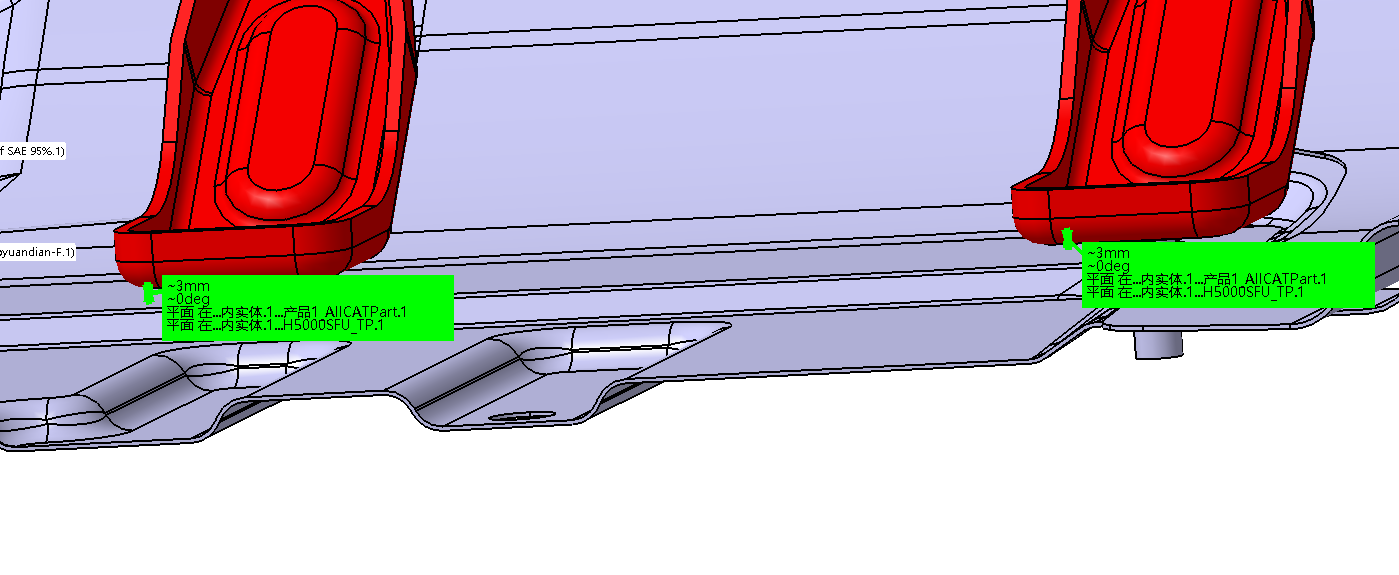 f SAE 95%.1)
oyuandian-F.1)
~3mm
~0deg
平面 在...内实体.1...产品1_AllCATPart.1
平面 在...内实体.1...H5000SFU_TP.1
~3mm
~0deg
平面 在...内实体.1...产品1_AllCATPart.1
平面 在...内实体.1...H5000SFU_TP.1